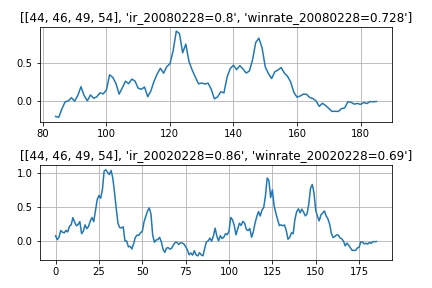 [[44, 46, 49, 54], 'ir_20080228=0.8', 'winrate_20080228=0.728']
0.5
0.0
80 100 120 140 160 180
[[44, 46, 49, 54], 'ir_20020228=0.86', 'winrate_20020228=0.69']
1.0
0.5
0.0
0 25 50 75 100 125 150 175